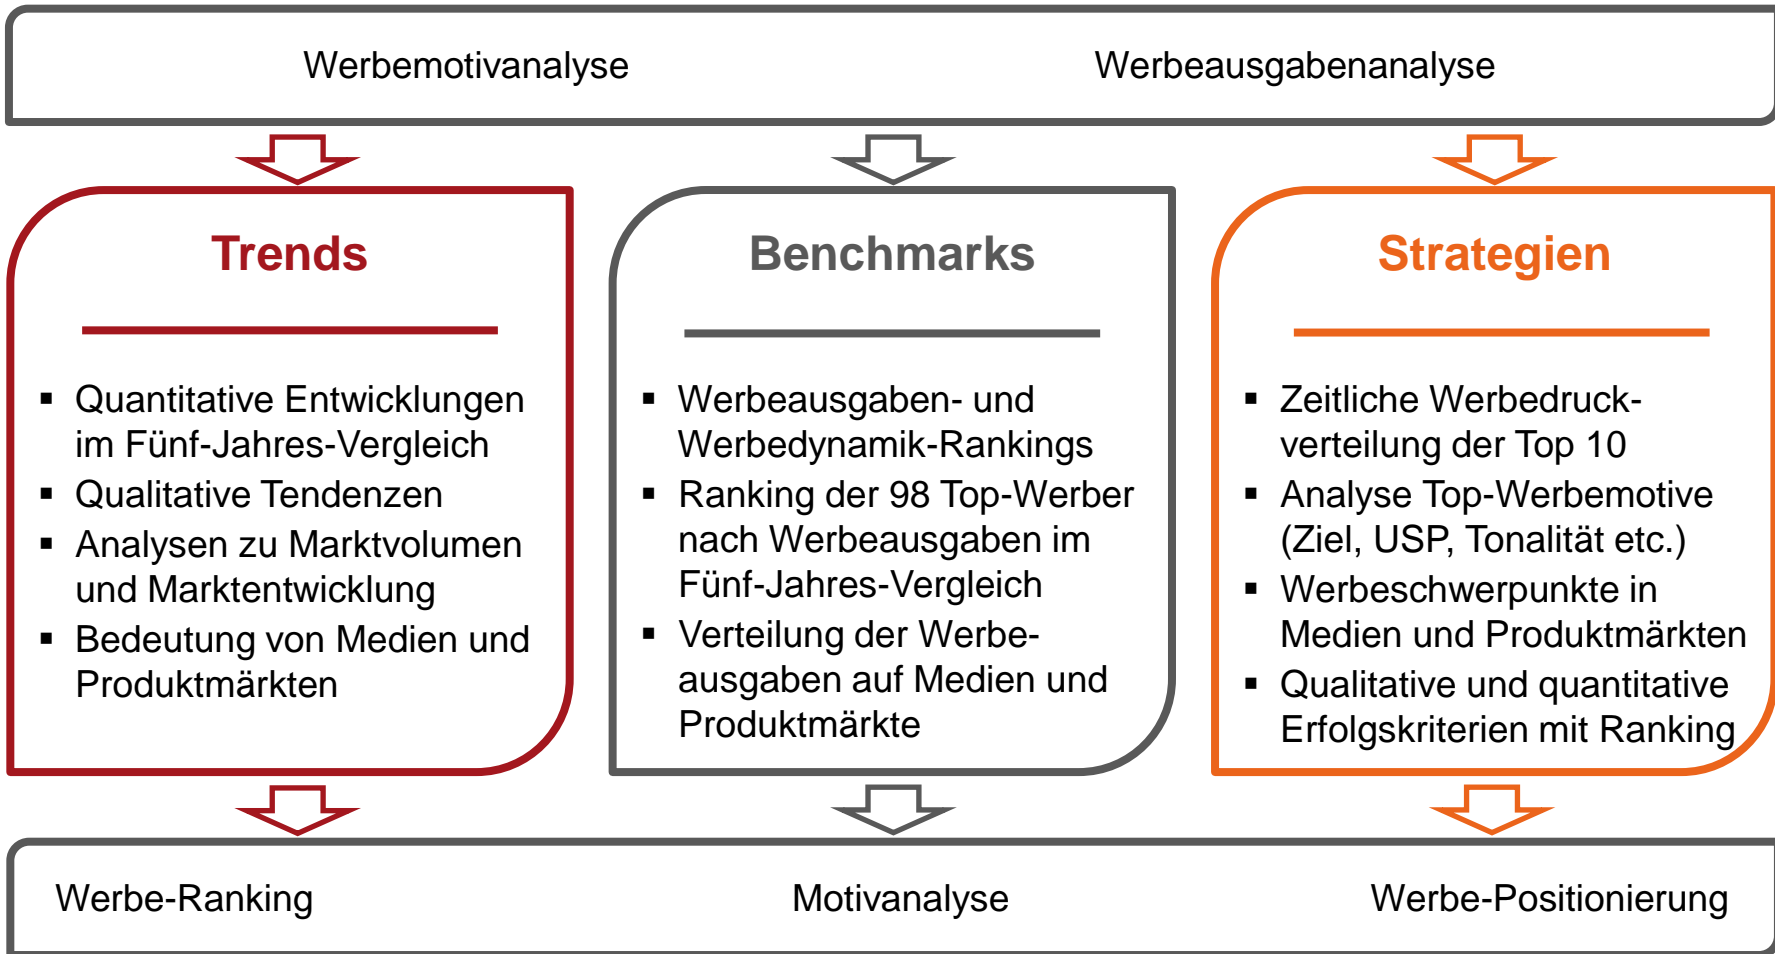 Werbemotivanalyse
Werbeausgabenanalyse
Trends
▪ Quantitative Entwicklungen
im Fünf-Jahres-Vergleich
▪ Qualitative Tendenzen
▪ Analysen zu Marktvolumen
und Marktentwicklung
▪ Bedeutung von Medien und
Produktmärkten
Benchmarks
▪ Werbeausgaben- und
Werbedynamik-Rankings
▪ Ranking der 98 Top-Werber
nach Werbeausgaben im
Fünf-Jahres-Vergleich
▪ Verteilung der Werbe-
ausgaben auf Medien und
Produktmärkte
Strategien
▪ Zeitliche Werbedruck-
verteilung der Top 10
▪ Analyse Top-Werbemotive
(Ziel, USP, Tonalität etc.)
▪ Werbeschwerpunkte in
Medien und Produktmärkten
▪ Qualitative und quantitative
Erfolgskriterien mit Ranking
Werbe-Ranking
Motivanalyse
Werbe-Positionierung